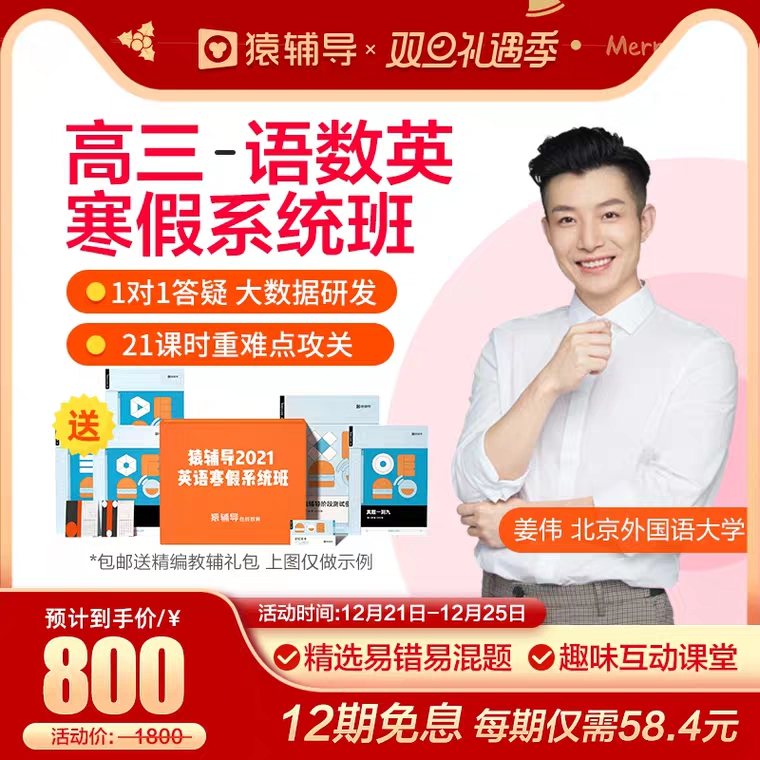 猿辅导 × 双旦礼遇季
Merr
高三-语数英
寒假系统班
1对1答疑 大数据研发
21课时重难点攻关
送
猿辅导2021
英语寒假系统班
猿辅导 在线教育
姜伟 北京外国语大学
*包邮送精编教辅礼包 上图仅做示例
预计到手价/¥
活动时间:12月21日-12月25日
800
精选易错易混题
趣味互动课堂
活动价: 1800
12期免息 每期仅需58.4元